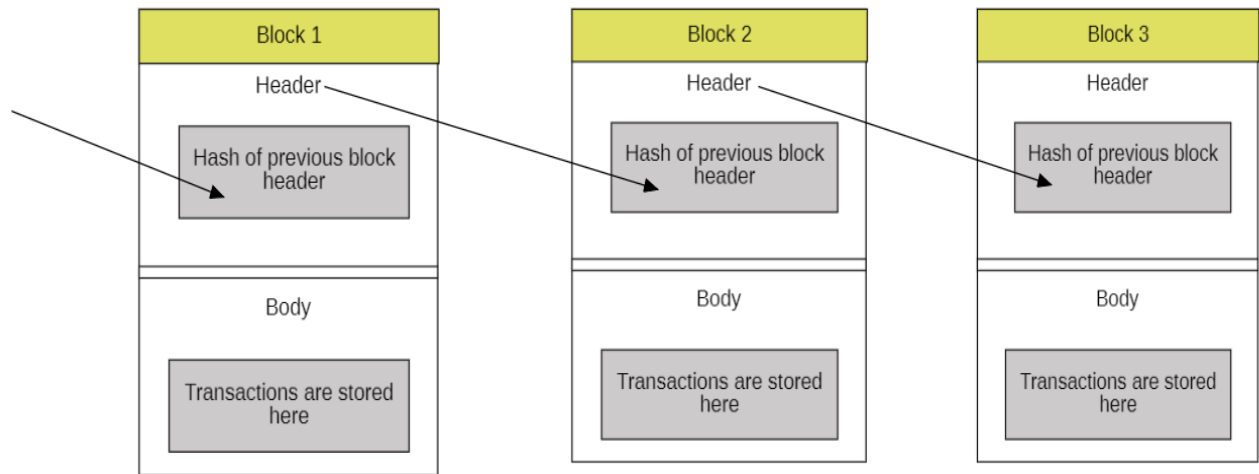 Block 1
Header
Hash of previous block
header
Body
Transactions are stored
here
Block 2
Header
Hash of previous block
header
Body
Transactions are stored
here
Block 3
Header
Hash of previous block
header
Body
Transactions are stored
here